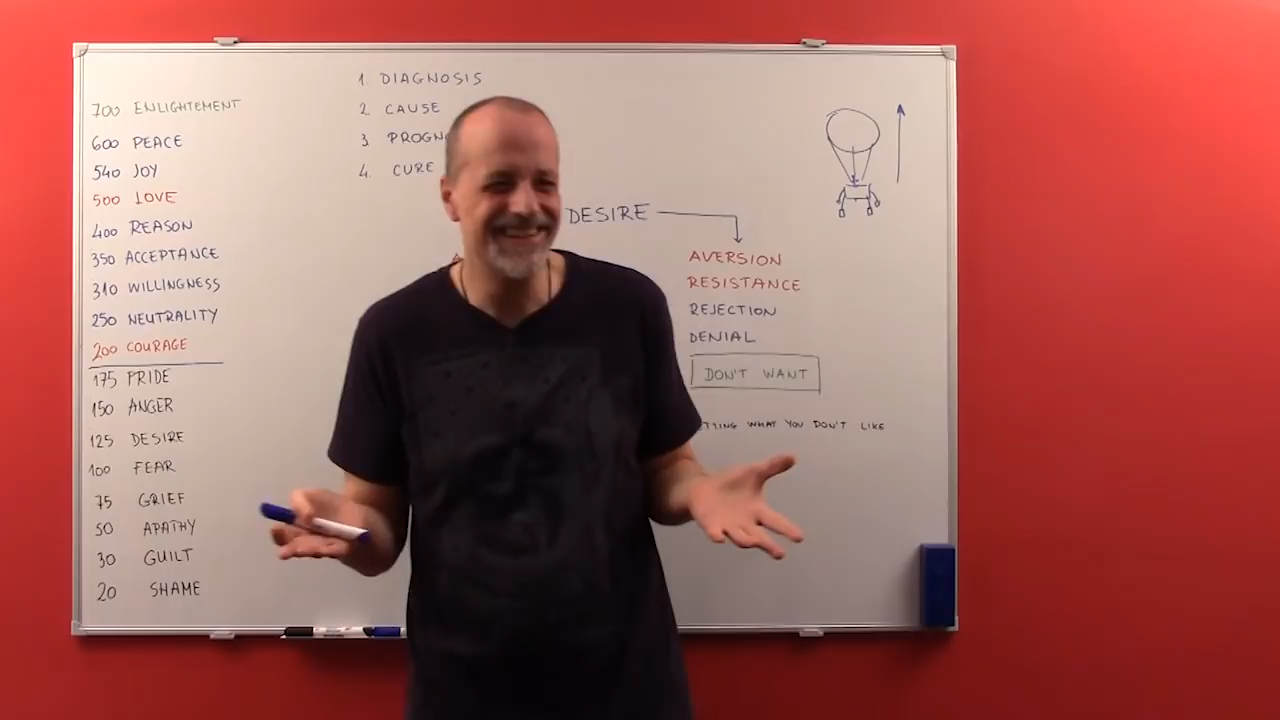 700 ENLIGHTEMENT
600 PEACE
540 JOY
500 LOVE
400 REASON
350 ACCEPTANCE
310 WILLINGNESS
250 NEUTRALITY
200 COURAGE
175 PRIDE
150 ANGER
125 DESIRE
100 FEAR
75 GRIEF
50 APATHY
30 GUILT
20 SHAME
1. DIAGNOSIS
2. CAUSE
3. PROGN
4. CURE
DESIRE
AVERSION
RESISTANCE
REJECTION
DENIAL
DON'T WANT
WHAT YOU DON'T LIKE